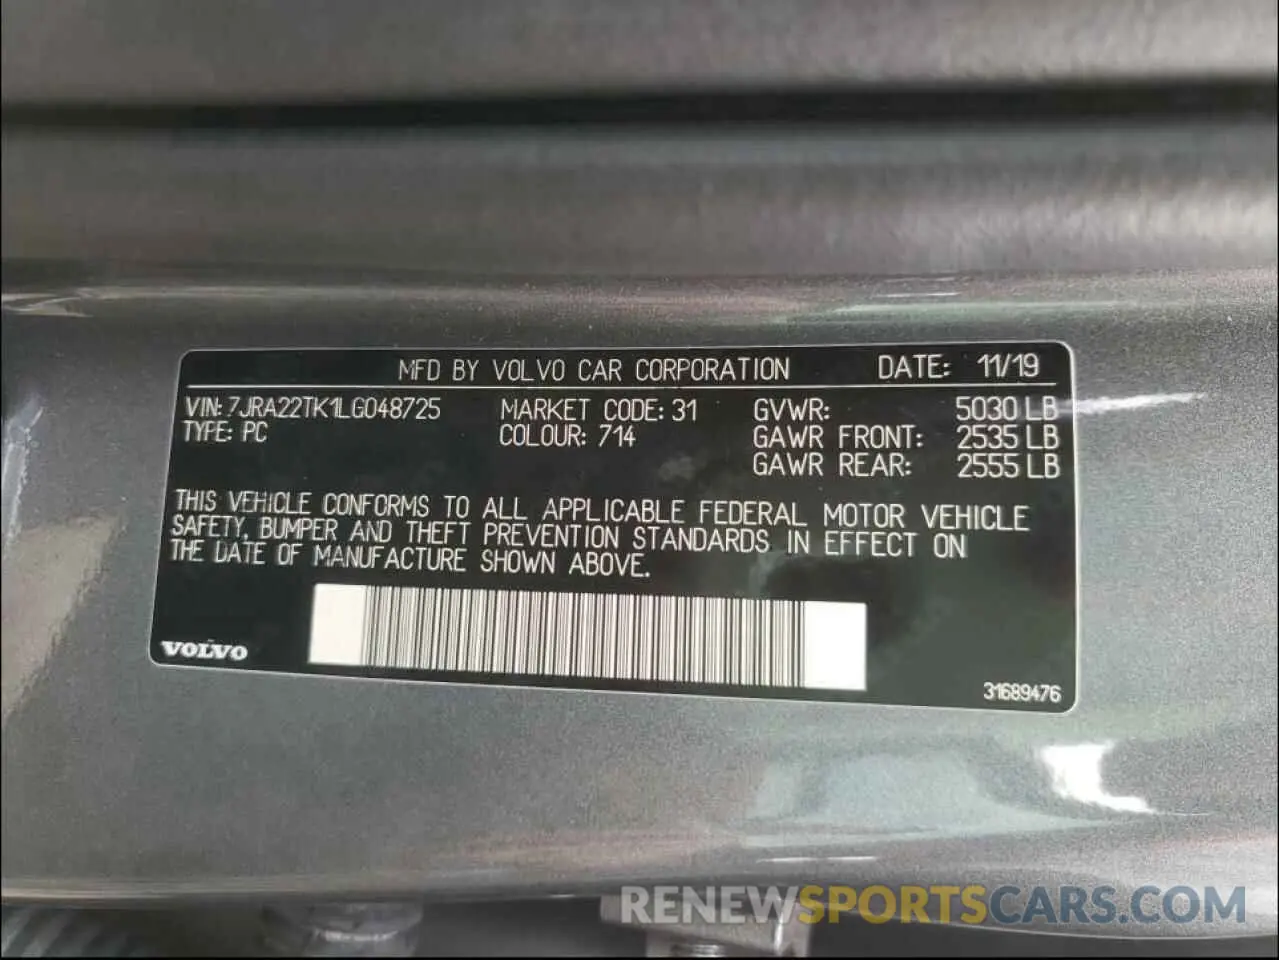 MFD BY VOLVO CAR CORPORATION DATE: 11/19
VIN: 7JRA22TK1LG048725 MARKET CODE: 31 GVWR: 5030 LB
TYPE: PC COLOUR: 714 GAWR FRONT: 2535 LB
GAWR REAR: 2555 LB
THIS VEHICLE CONFORMS TO ALL APPLICABLE FEDERAL MOTOR VEHICLE
SAFETY, BUMPER AND THEFT PREVENTION STANDARDS IN EFFECT ON
THE DATE OF MANUFACTURE SHOWN ABOVE.
VOLVO
31689476
RENEWSPORTSCARS.COM